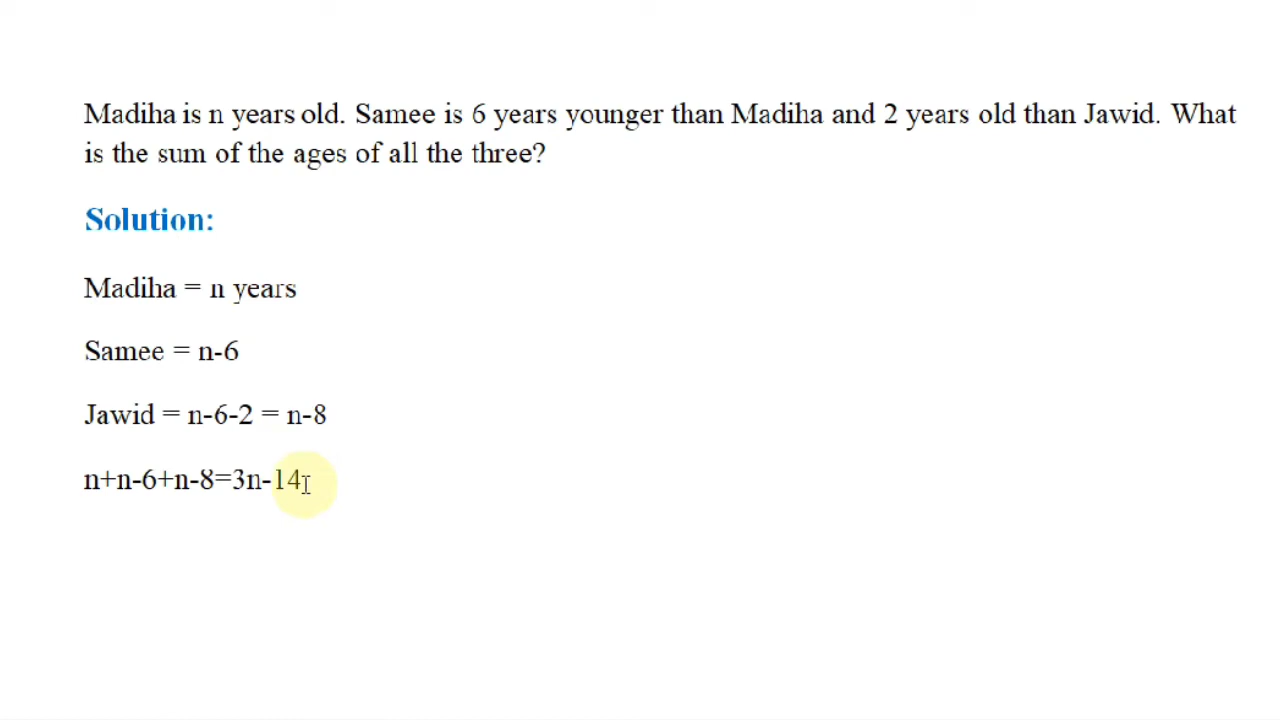 Madiha is n years old. Samee is 6 years younger than Madiha and 2 years old than Jawid. What
is the sum of the ages of all the three?
Solution:
Madiha = n years
Samee = n-6
Jawid = n-6-2 = n-8
n+n-6+n-8=3n-14